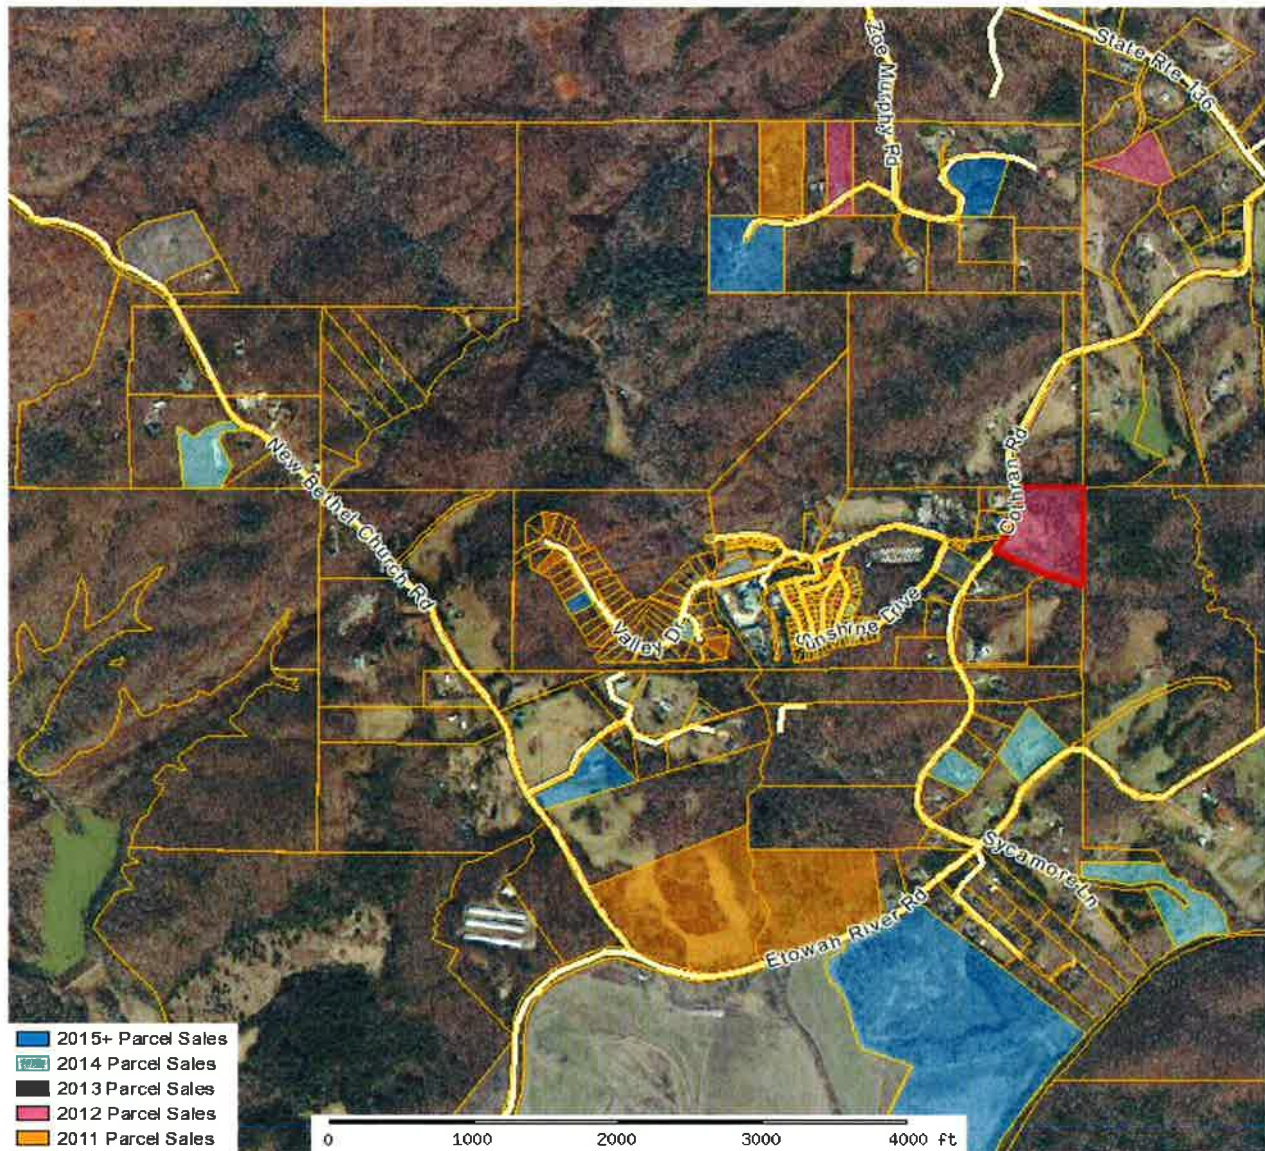 Zoe Murphy Rd
State Rte 136
New Bethel Church Rd
Cothran Rd
Valley Dr
Sunshine Drive
Sycamore Ln
Etowah River Rd
2015+ Parcel Sales
2014 Parcel Sales
2013 Parcel Sales
2012 Parcel Sales
2011 Parcel Sales
0 1000 2000 3000 4000 ft